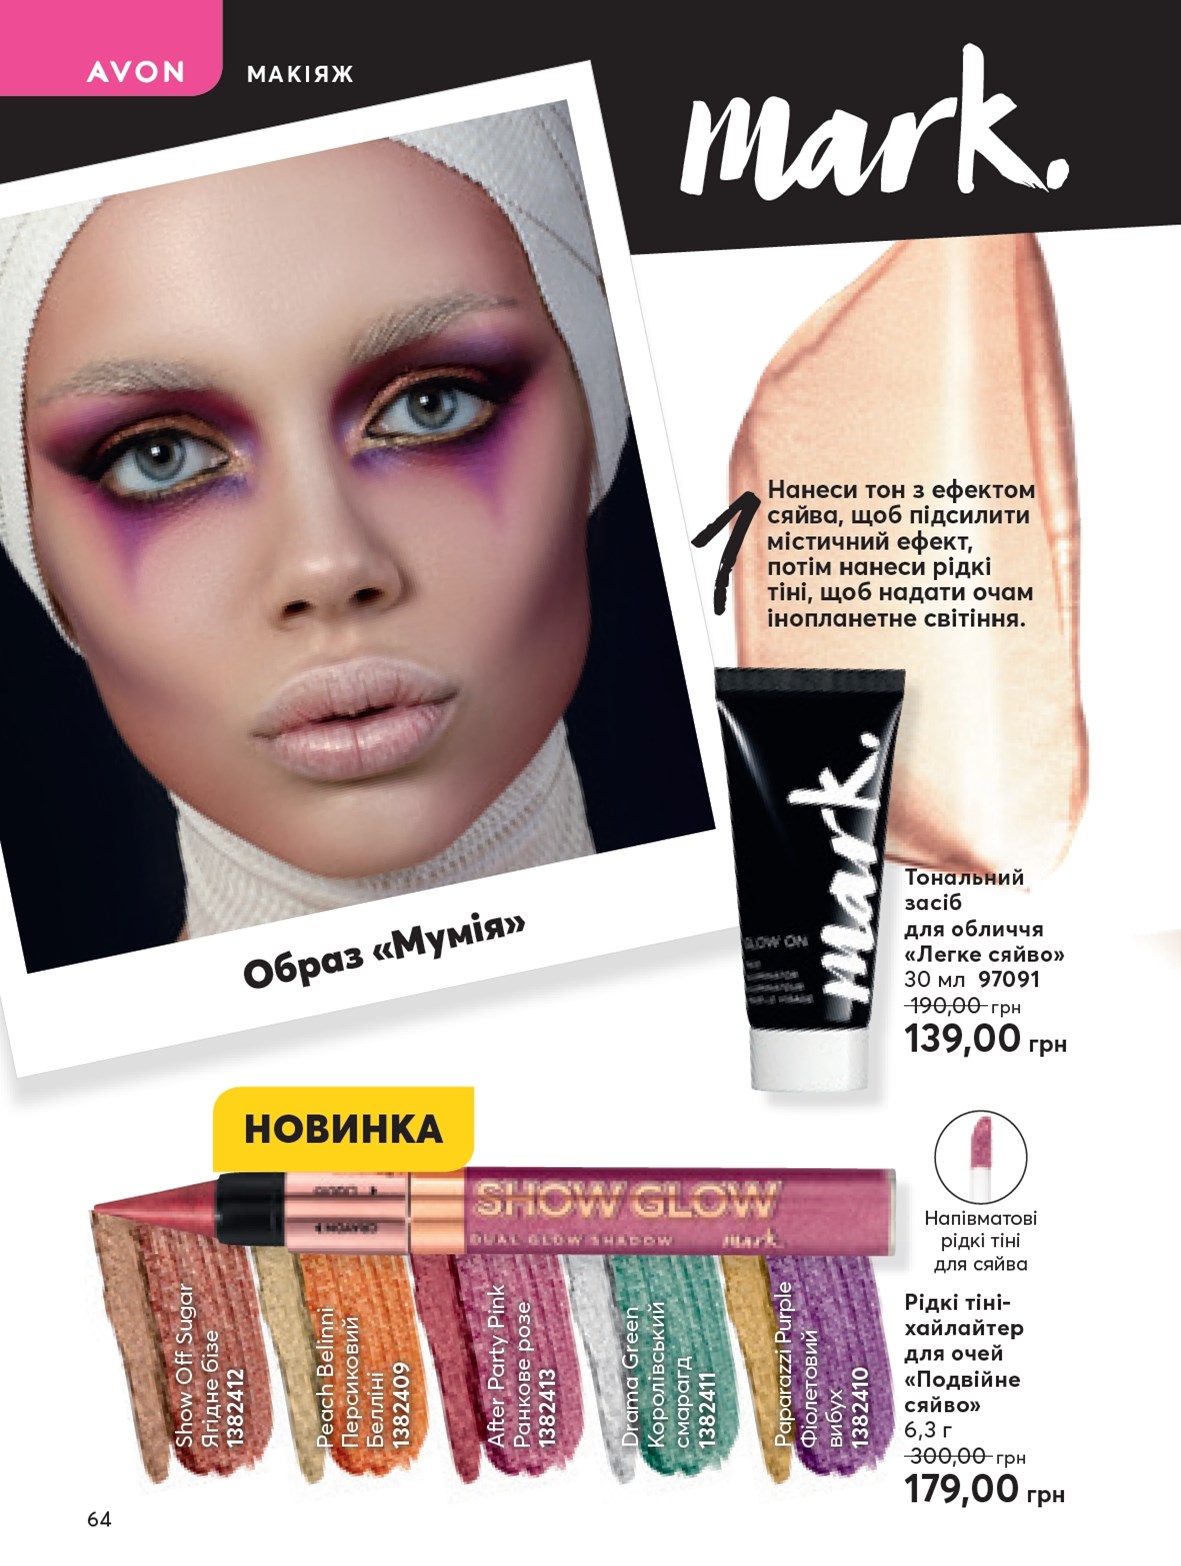 AVON
МАКІЯЖ
mark.
1
Нанеси тон з ефектом
сяйва, щоб підсилити
містичний ефект,
потім нанеси рідкі
тіні, щоб надати очам
інопланетне світіння.
Образ «Мумія»
mark.
GLOW ON
Тональний
засіб
для обличчя
«Легке сяйво»
30 мл 97091
190,00 грн
139,00 грн
НОВИНКА
LIQUID
CRAYON
SHOW GLOW
DUAL GLOW SHADOW mark.
Напівматові
рідкі тіні
для сяйва
Show Off Sugar
Ягідне бізе
1382412
Peach Belinni
Персиковий
Белліні
1382409
After Party Pink
Ранкове розе
1382413
Drama Green
Королівський
смарагд
1382411
Paparazzi Purple
Фіолетовий
вибух
1382410
Рідкі тіні-
хайлайтер
для очей
«Подвійне
сяйво»
6,3 г
300,00 грн
179,00 грн
64